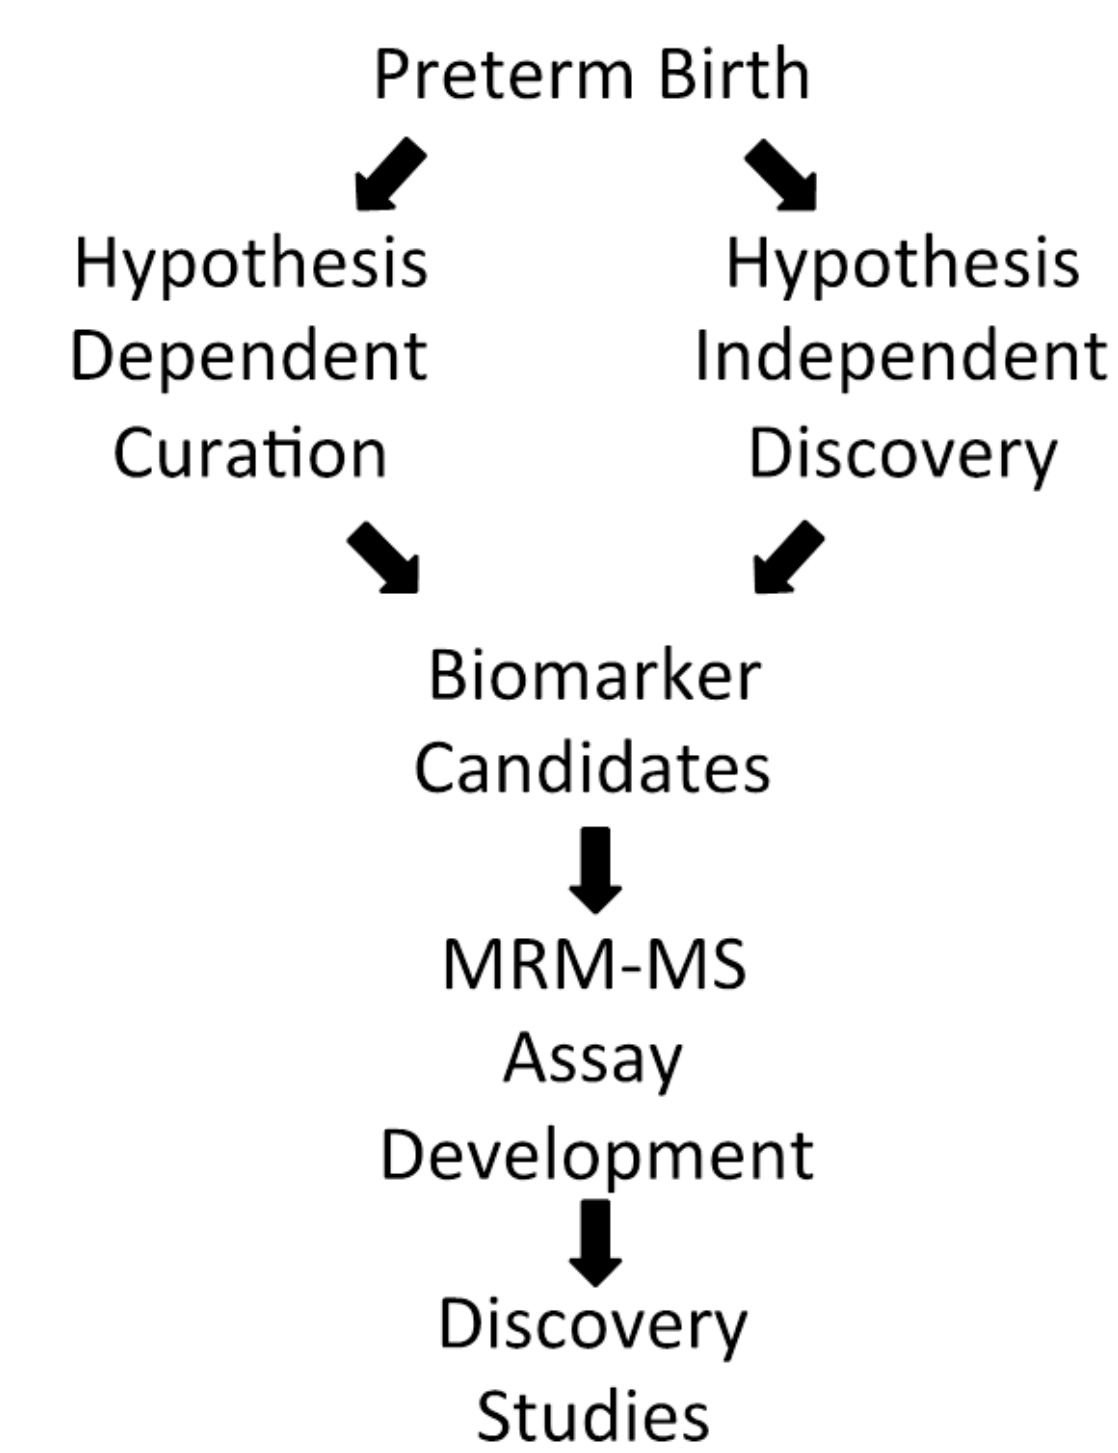 Preterm Birth
Hypothesis
Dependent
Curation
Hypothesis
Independent
Discovery
Biomarker
Candidates
MRM-MS
Assay
Development
Discovery
Studies